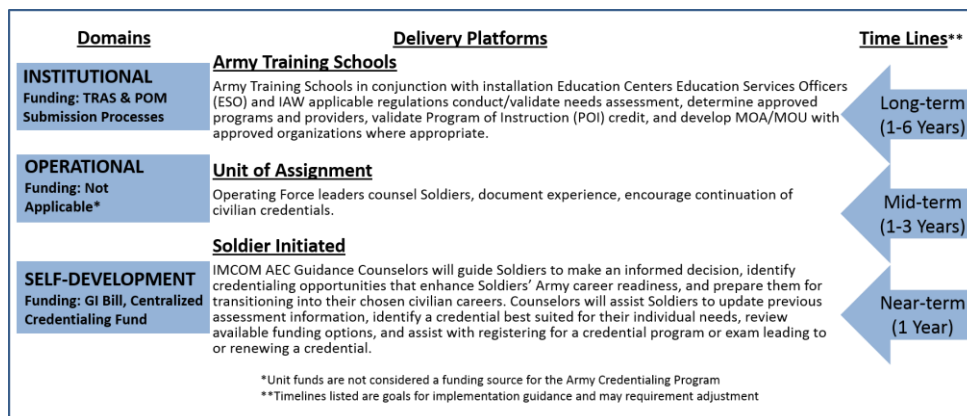 Domains
Delivery Platforms
Time Lines**
INSTITUTIONAL
Funding: TRAS & POM
Submission Processes
Army Training Schools
Army Training Schools in conjunction with installation Education Centers Education Services Officers
(ESO) and IAW applicable regulations conduct/validate needs assessment, determine approved
programs and providers, validate Program of Instruction (POI) credit, and develop MOA/MOU with
approved organizations where appropriate.
Long-term
(1-6 Years)
OPERATIONAL
Funding: Not
Applicable*
Unit of Assignment
Operating Force leaders counsel Soldiers, document experience, encourage continuation of
civilian credentials.
Mid-term
(1-3 Years)
SELF-DEVELOPMENT
Funding: GI Bill, Centralized
Credentialing Fund
Soldier Initiated
IMCOM AEC Guidance Counselors will guide Soldiers to make an informed decision, identify
credentialing opportunities that enhance Soldiers’ Army career readiness, and prepare them for
transitioning into their chosen civilian careers. Counselors will assist Soldiers to update previous
assessment information, identify a credential best suited for their individual needs, review
available funding options, and assist with registering for a credential program or exam leading to
or renewing a credential.
Near-term
(1 Year)
*Unit funds are not considered a funding source for the Army Credentialing Program
**Timelines listed are goals for implementation guidance and may requirement adjustment